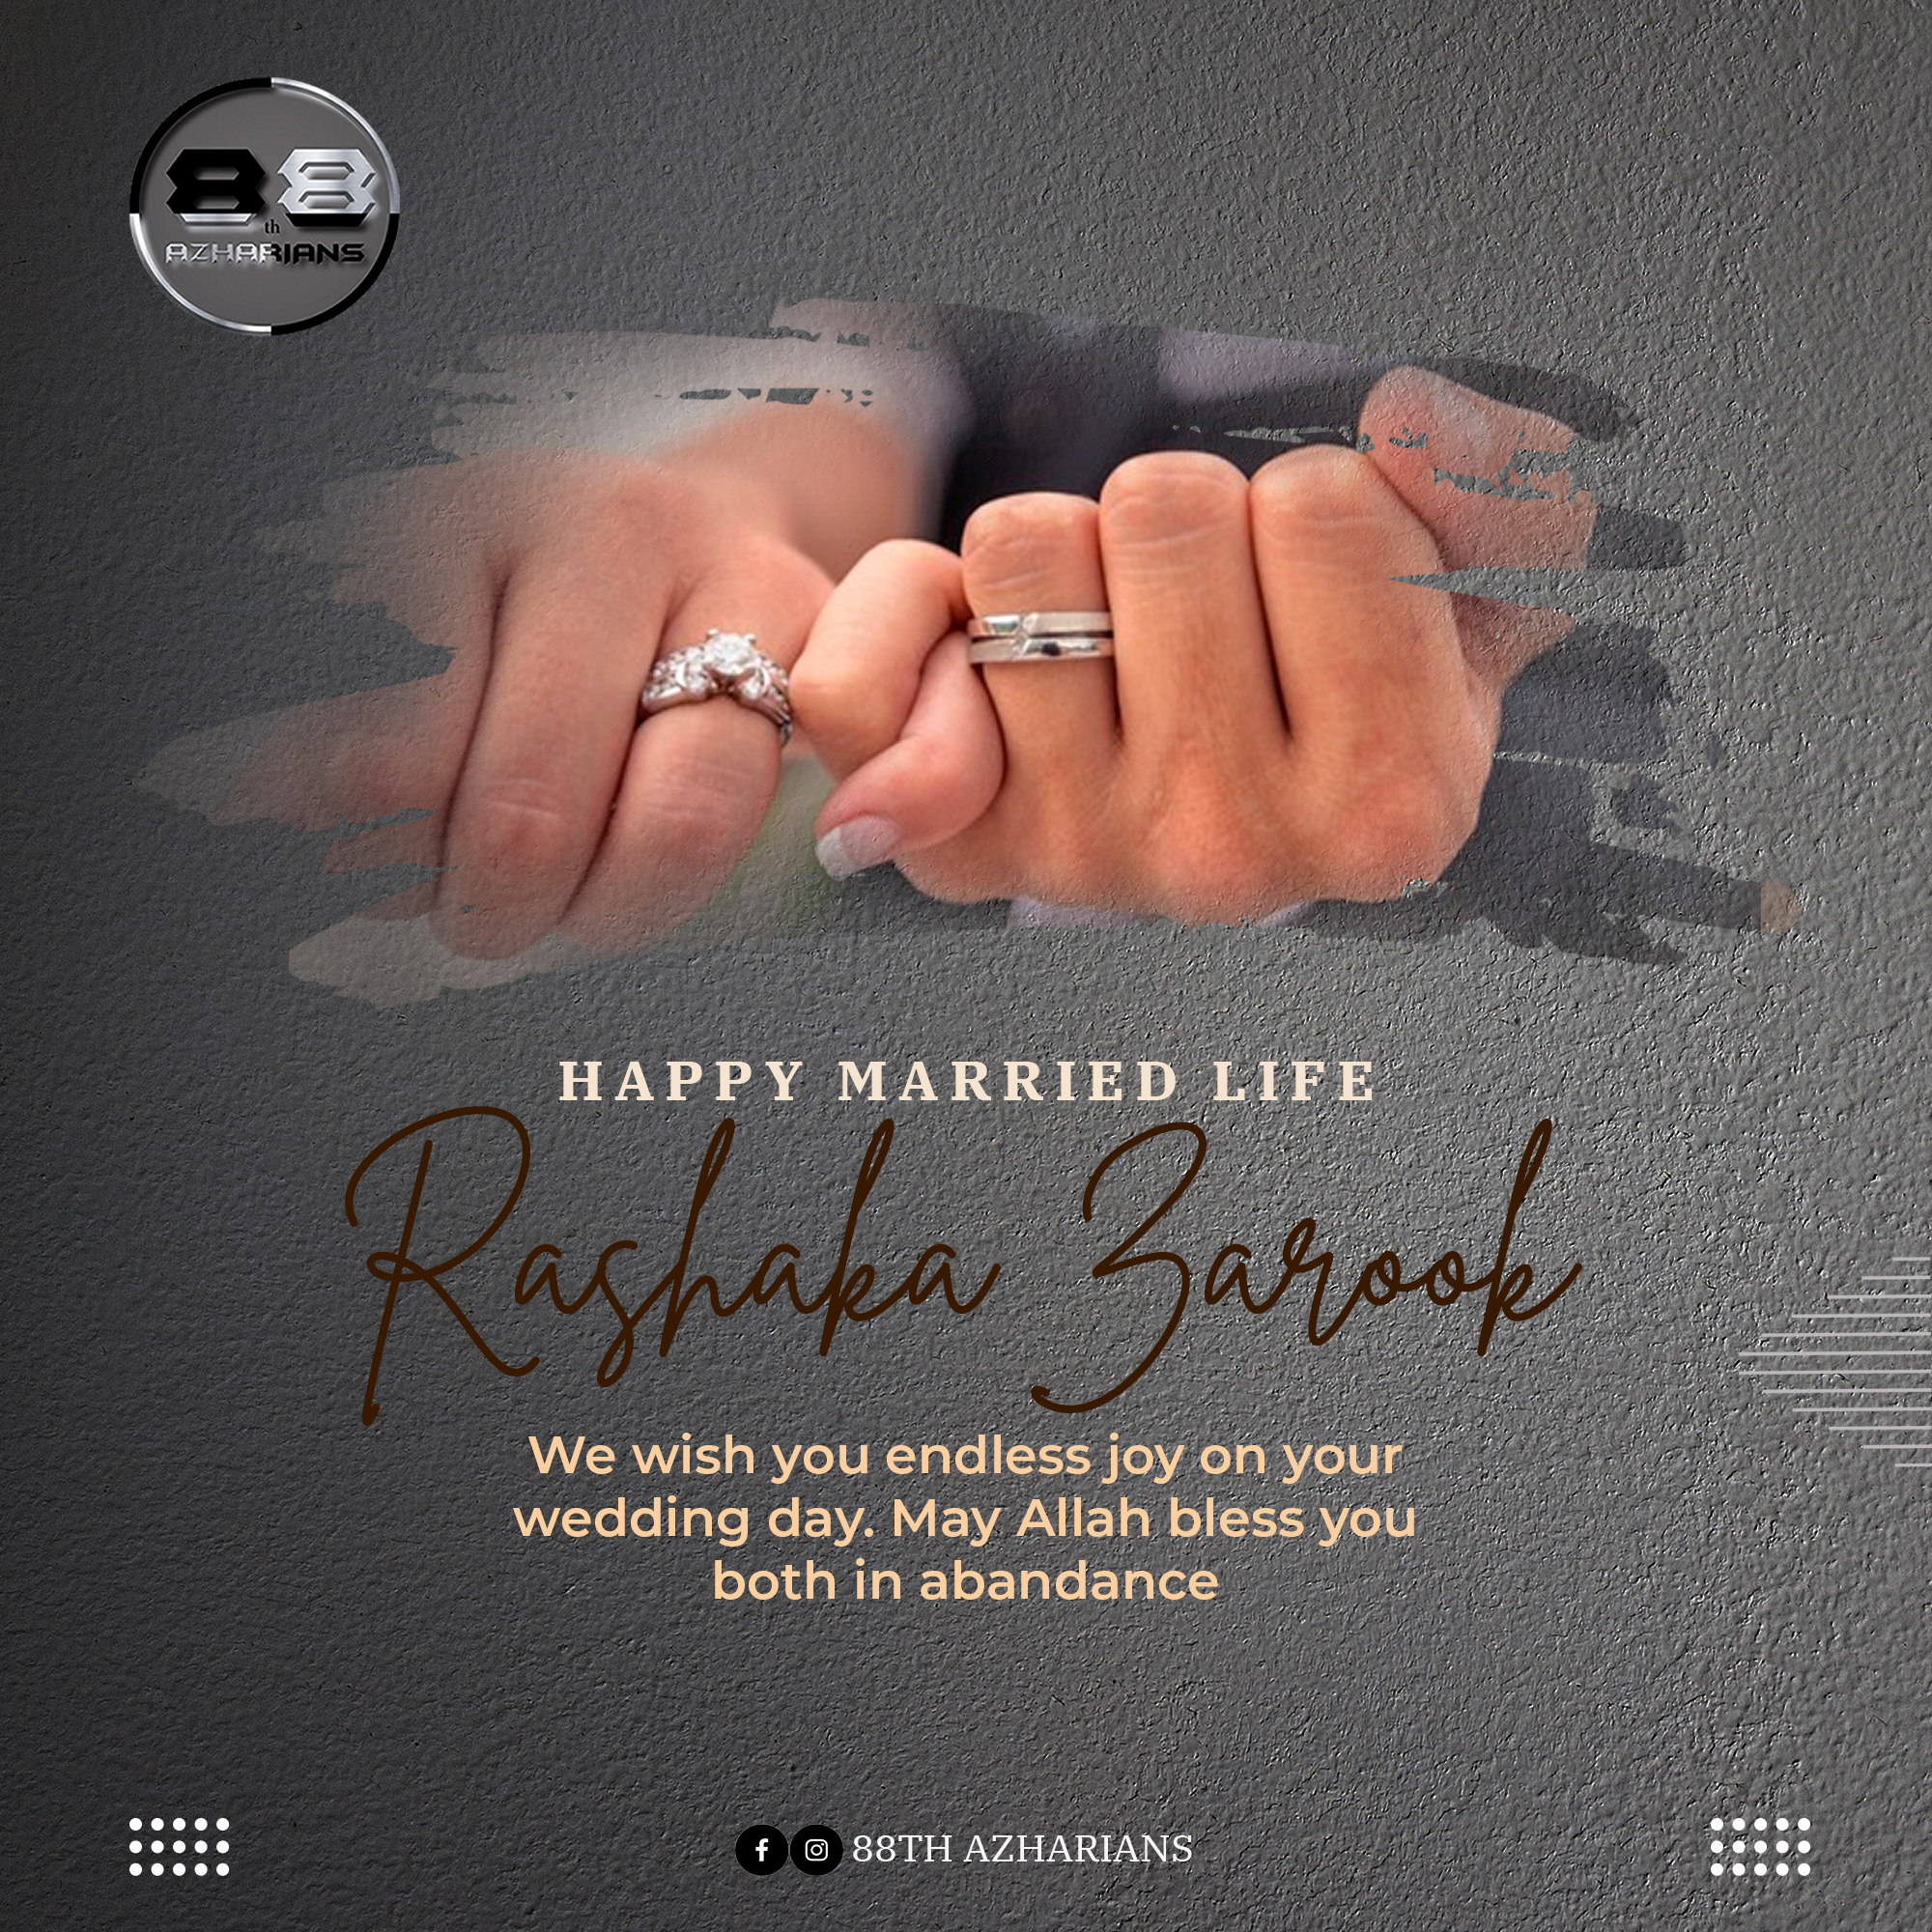 88
th
AZHARIANS
HAPPY MARRIED LIFE
Rashaka Zarook
We wish you endless joy on your
wedding day. May Allah bless you
both in abandance
88TH AZHARIANS